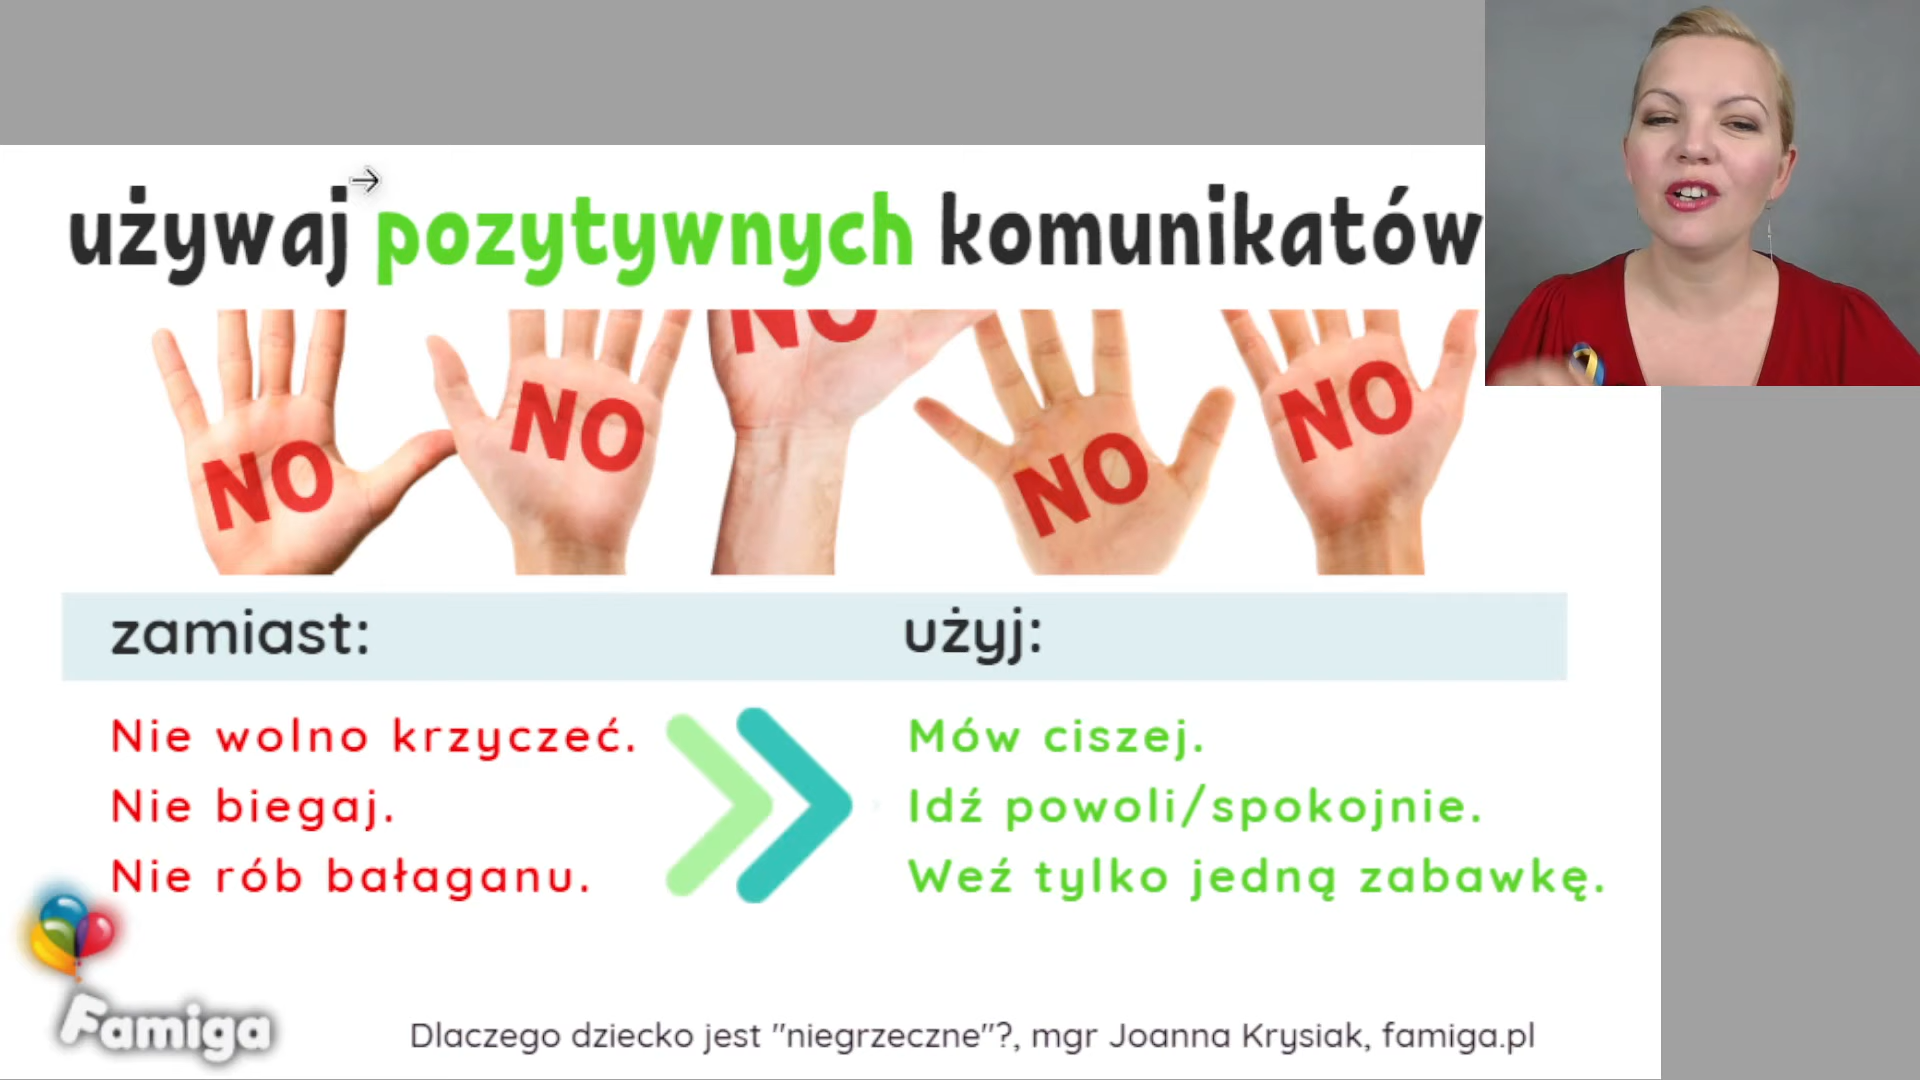 używaj pozytywnych komunikatów
NO
NO
NO
NO
NO
zamiast:
użyj:
Nie wolno krzyczeć.
Mów ciszej.
Nie biegaj.
Idź powoli/spokojnie.
Nie rób bałaganu.
Weź tylko jedną zabawkę.
Famiga
Dlaczego dziecko jest "niegrzeczne"?, mgr Joanna Krysiak, famiga.pl